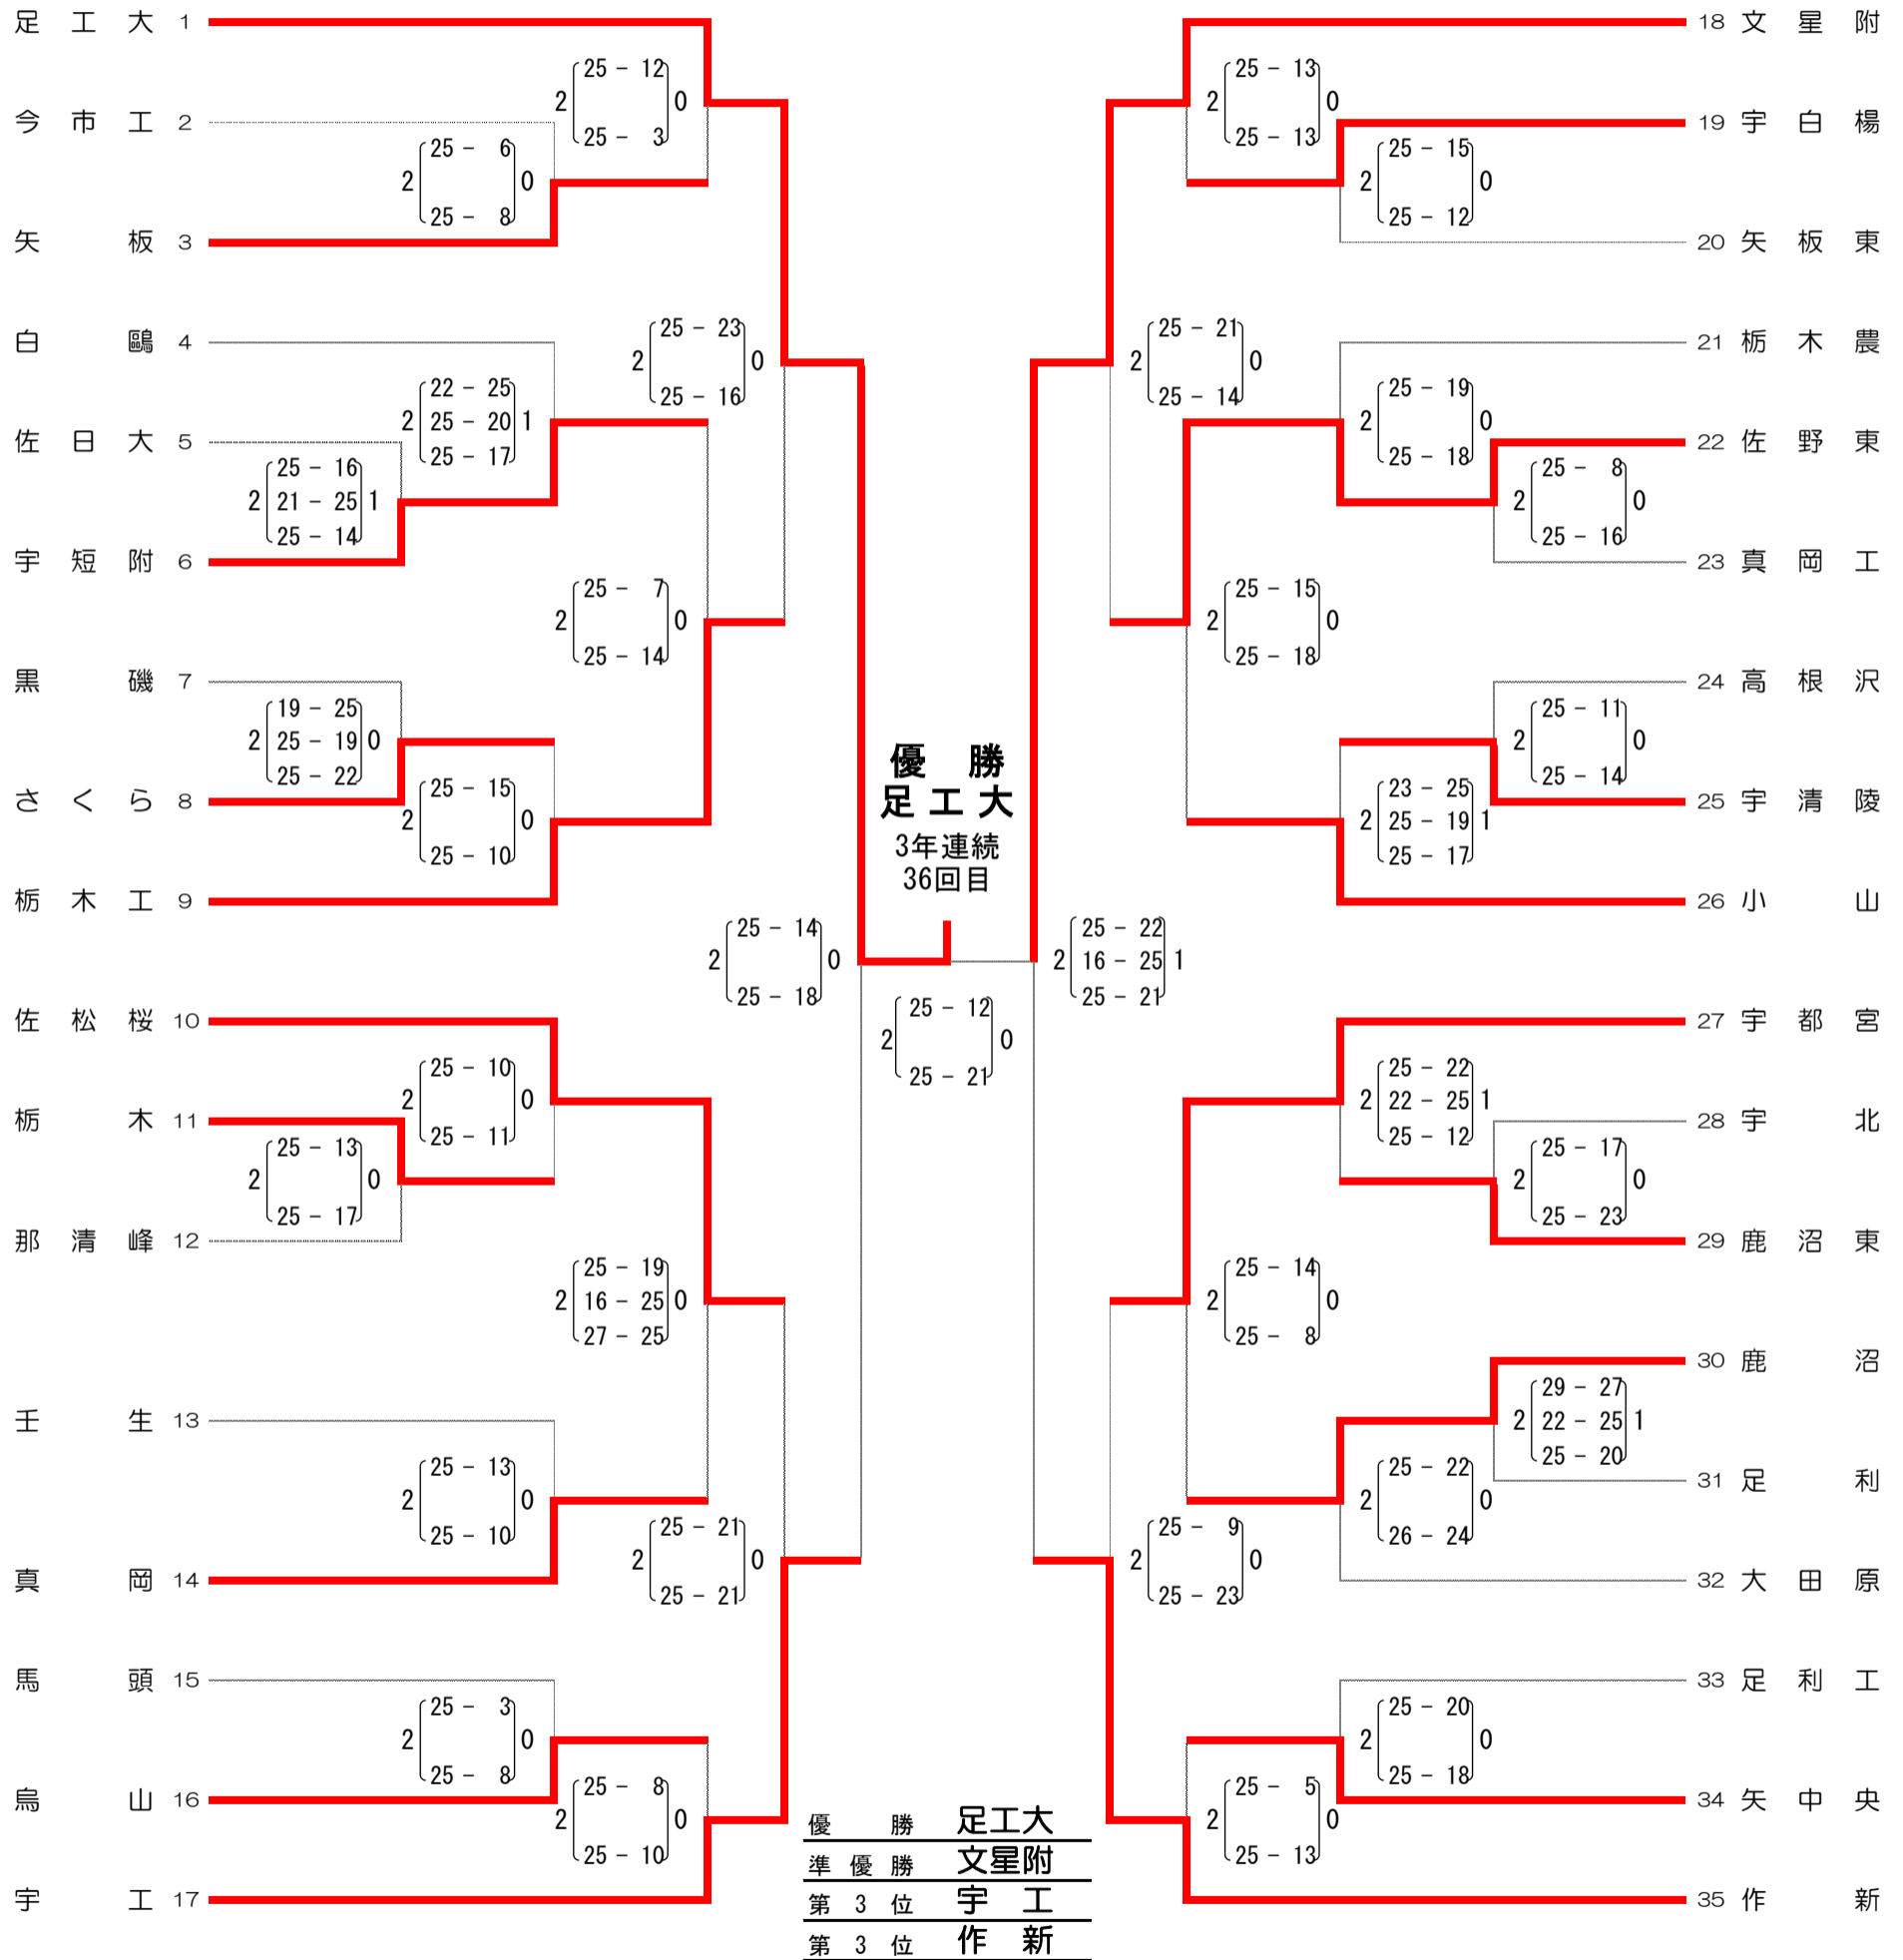 足工大 1
今市工 2
矢板 3
白鷗 4
佐日大 5
宇短附 6
黒磯 7
さくら 8
栃木工 9
佐松桜 10
栃木 11
那清峰 12
壬生 13
真岡 14
馬頭 15
烏山 16
宇工 17
25 - 12
2 0
25 - 3
25 - 6
2 0
25 - 8
25 - 23
2 0
25 - 16
22 - 25
2 25 - 20 1
25 - 17
25 - 16
2 21 - 25 1
25 - 14
25 - 7
2 0
25 - 14
19 - 25
2 25 - 19 0
25 - 22
25 - 15
2 0
25 - 10
25 - 14
2 0
25 - 18
25 - 10
2 0
25 - 11
25 - 13
2 0
25 - 17
25 - 19
2 16 - 25 0
27 - 25
25 - 13
2 0
25 - 10
25 - 21
2 0
25 - 21
25 - 3
2 0
25 - 8
25 - 8
2 0
25 - 10
優勝
足工大
3年連続
36回目
25 - 12
2 0
25 - 21
18 文星附
19 宇白楊
20 矢板東
21 栃木農
22 佐野東
23 真岡工
24 高根沢
25 宇清陵
26 小山
27 宇都宮
28 宇北
29 鹿沼東
30 鹿沼
31 足利
32 大田原
33 足利工
34 矢中央
35 作新
25 - 13
2 0
25 - 13
25 - 15
2 0
25 - 12
25 - 21
2 0
25 - 14
25 - 19
2 0
25 - 18
25 - 8
2 0
25 - 16
25 - 15
2 0
25 - 18
25 - 11
2 0
25 - 14
23 - 25
2 25 - 19 1
25 - 17
25 - 22
2 16 - 25 1
25 - 21
25 - 22
2 22 - 25 1
25 - 12
25 - 17
2 0
25 - 23
25 - 14
2 0
25 - 8
29 - 27
2 22 - 25 1
25 - 20
25 - 22
2 0
26 - 24
25 - 9
2 0
25 - 23
25 - 20
2 0
25 - 18
25 - 5
2 0
25 - 13
優勝 足工大
準優勝 文星附
第3位 宇工
第3位 作新